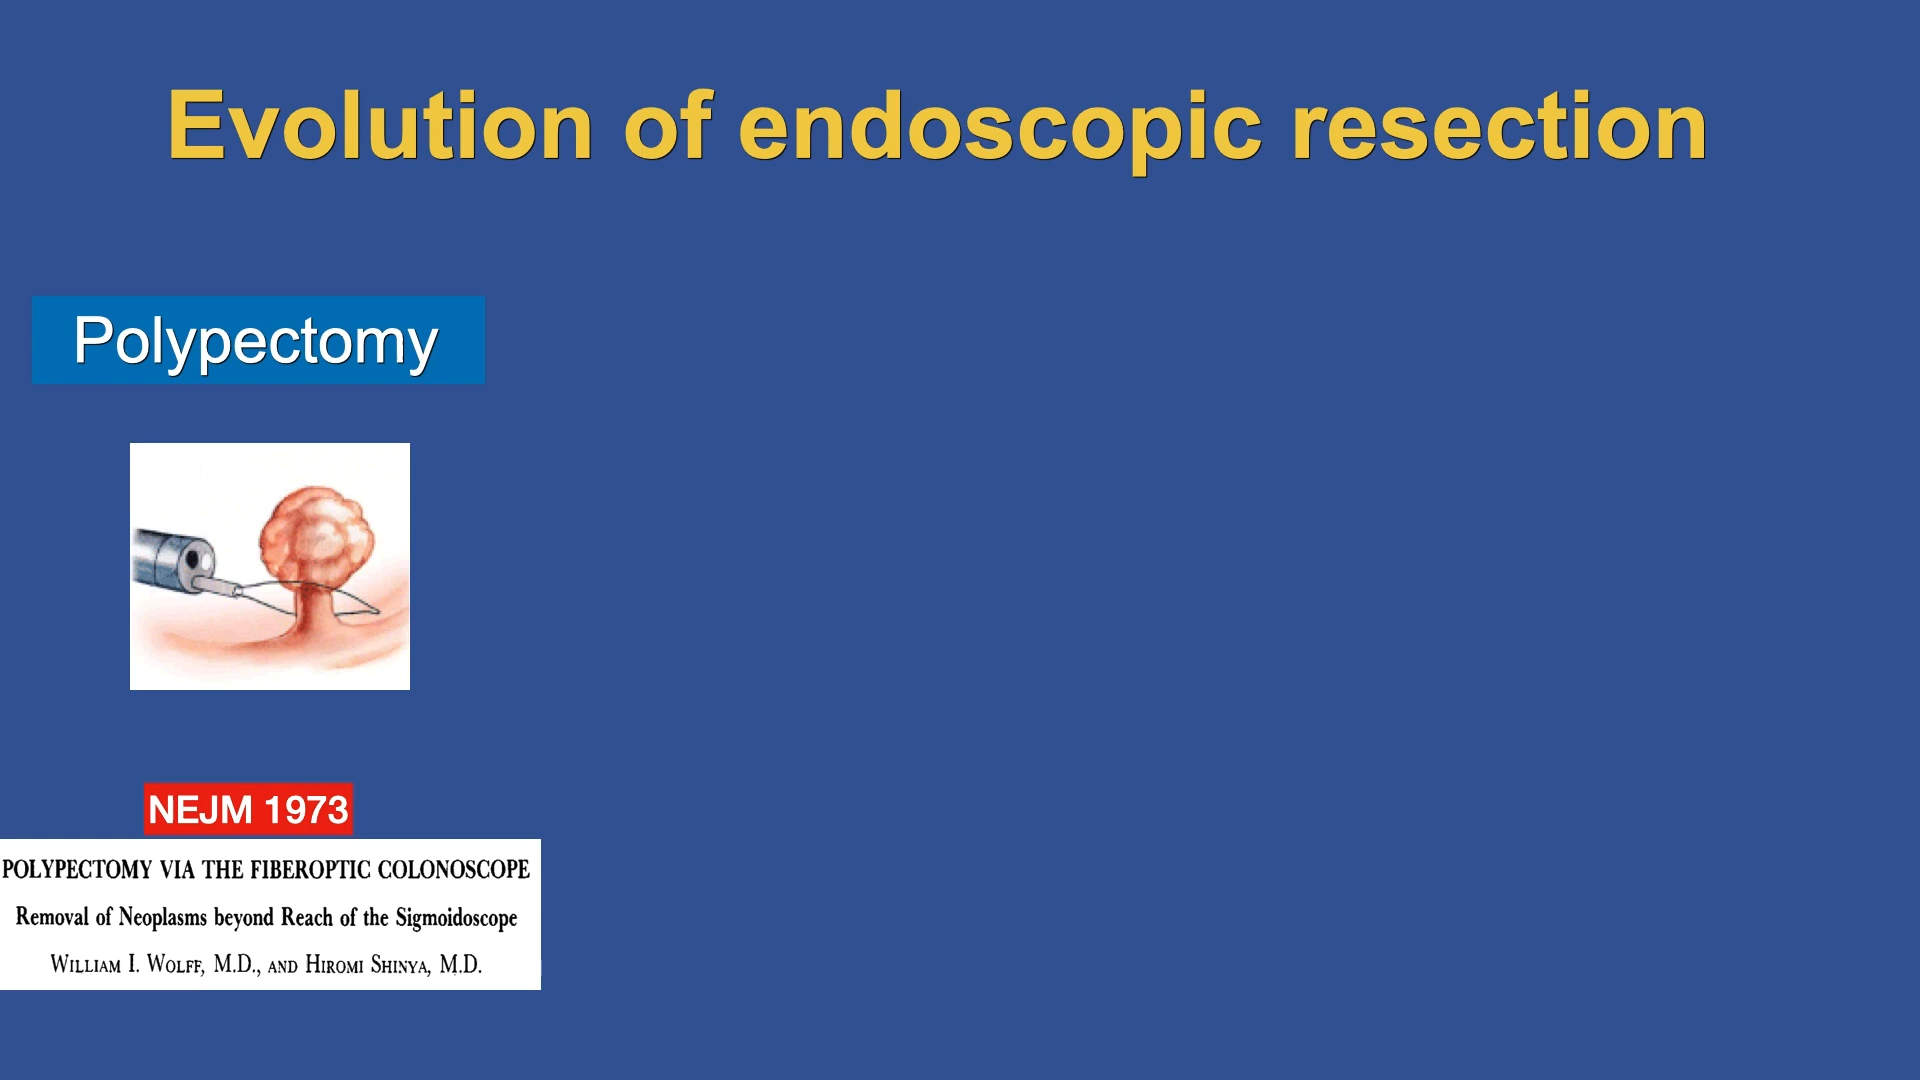 Evolution of endoscopic resection
Polypectomy
NEJM 1973
POLYPECTOMY VIA THE FIBEROPTIC COLONOSCOPE
Removal of Neoplasms beyond Reach of the Sigmoidoscope
WILLIAM I. WOLFF, M.D., AND HIROMI SHINYA, M.D.